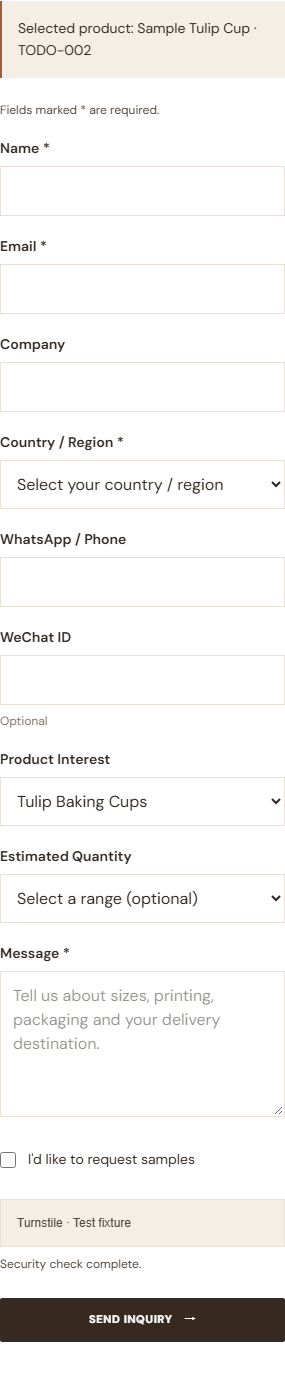 Selected product: Sample Tulip Cup ·
TODO-002
Fields marked * are required.
Name *
Email *
Company
Country / Region *
Select your country / region
WhatsApp / Phone
WeChat ID
Optional
Product Interest
Tulip Baking Cups
Estimated Quantity
Select a range (optional)
Message *
Tell us about sizes, printing,
packaging and your delivery
destination.
I'd like to request samples
Turnstile · Test fixture
Security check complete.
SEND INQUIRY →